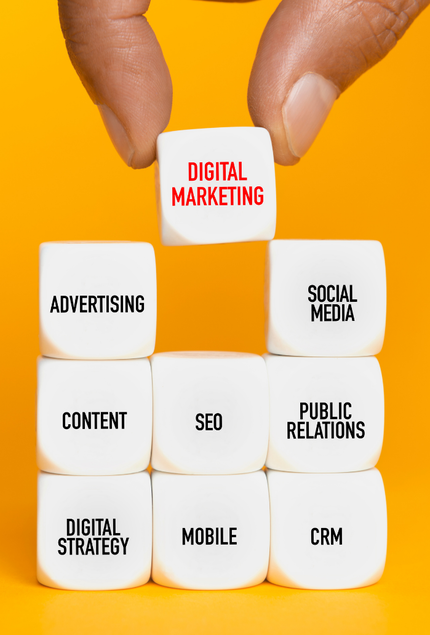 DIGITAL
MARKETING
ADVERTISING
SOCIAL
MEDIA
CONTENT
SEO
PUBLIC
RELATIONS
DIGITAL
STRATEGY
MOBILE
CRM